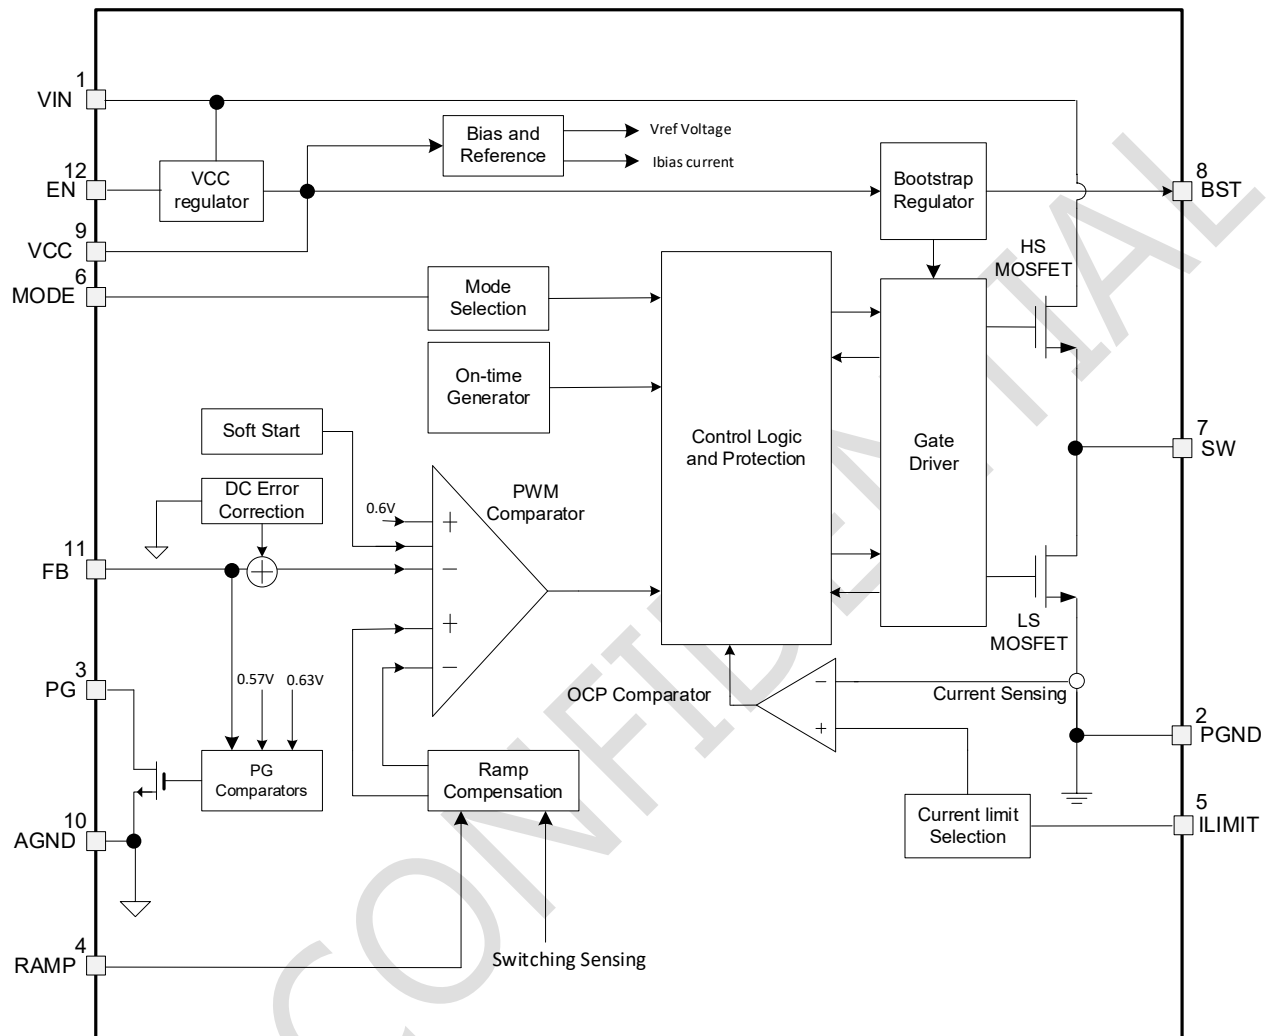 1
VIN
12
EN
9
VCC
6
MODE
11
FB
3
PG
10
AGND
4
RAMP
VCC
regulator
Bias and
Reference
Vref Voltage
Ibias current
Bootstrap
Regulator
8
BST
HS
MOSFET
Mode
Selection
On-time
Generator
Soft Start
DC Error
Correction
0.6V
PWM
Comparator
+
−
+
−
+
Control Logic
and Protection
Gate
Driver
7
SW
LS
MOSFET
0.57V
0.63V
PG
Comparators
Ramp
Compensation
Switching Sensing
OCP Comparator
−
+
Current Sensing
2
PGND
Current limit
Selection
5
ILIMIT
CONFIDENTIAL